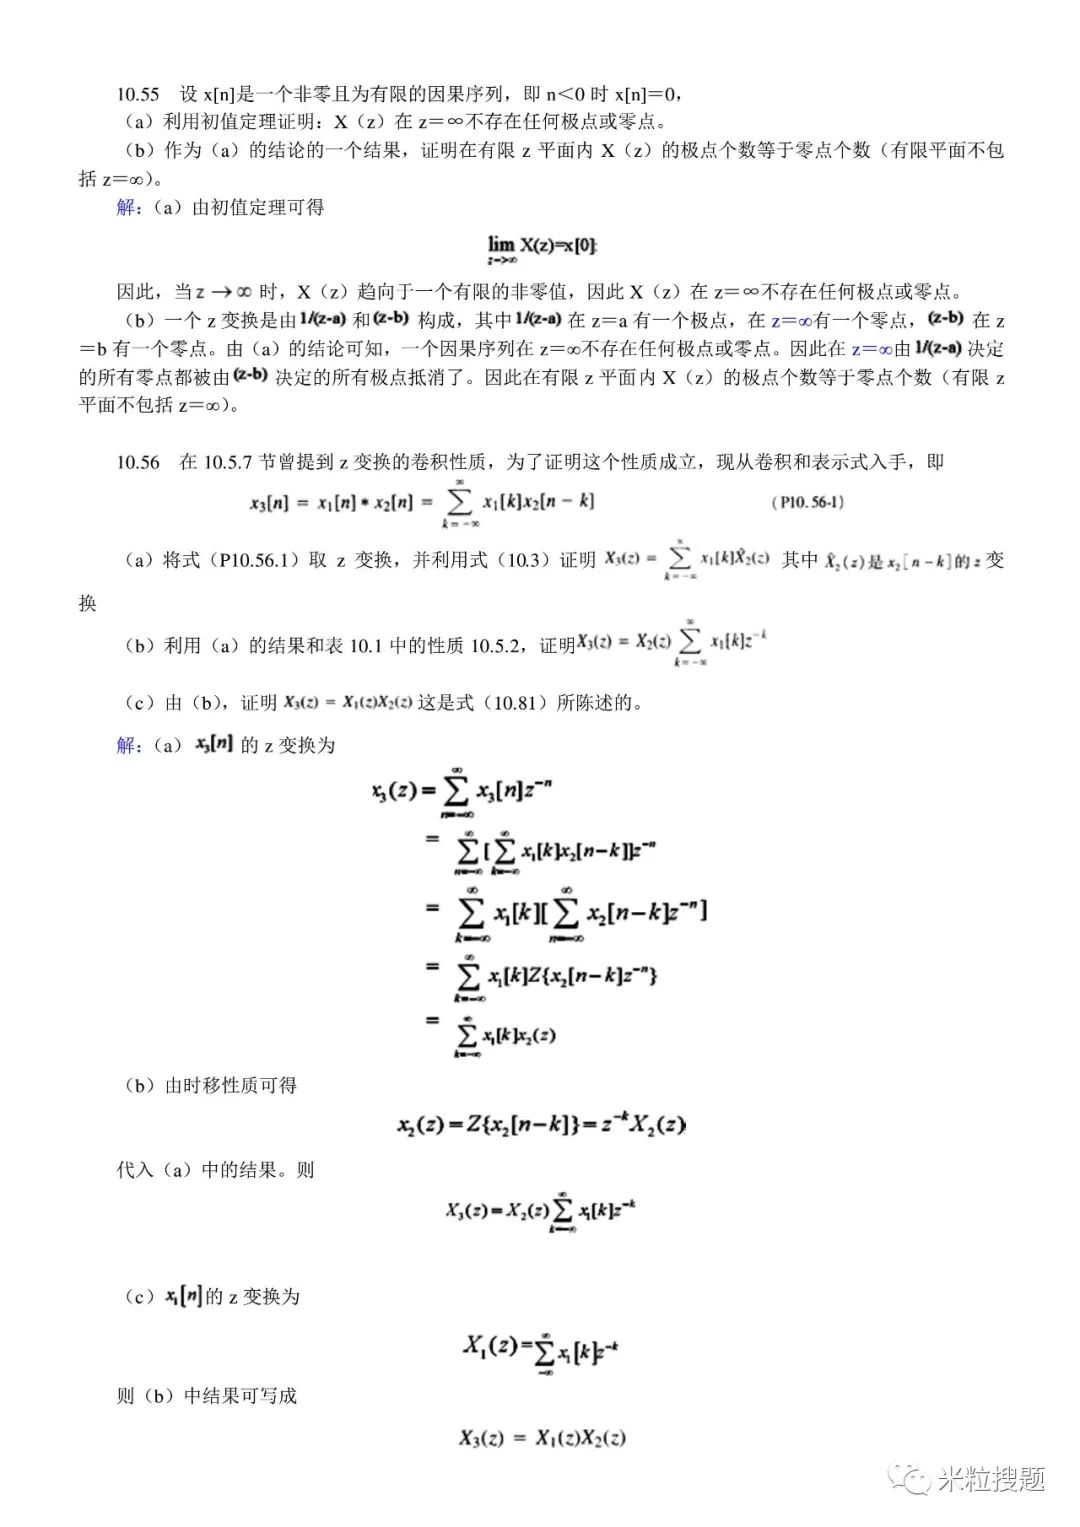 10.55 设 x[n]是一个非零且为有限的因果序列，即 n＜0 时 x[n]＝0，
（a）利用初值定理证明：X（z）在 z＝∞不存在任何极点或零点。
（b）作为（a）的结论的一个结果，证明在有限 z 平面内 X（z）的极点个数等于零点个数（有限平面不包
括 z＝∞）。
解：（a）由初值定理可得
lim X(z)=x[0]
z->∞
因此，当 z → ∞ 时，X（z）趋向于一个有限的非零值，因此 X（z）在 z＝∞不存在任何极点或零点。
（b）一个 z 变换是由 1/(z-a) 和 (z-b) 构成，其中 1/(z-a) 在 z＝a 有一个极点，在 z＝∞有一个零点，(z-b) 在 z
＝b 有一个零点。由（a）的结论可知，一个因果序列在 z＝∞不存在任何极点或零点。因此在 z＝∞由 1/(z-a) 决定
的所有零点都被由 (z-b) 决定的所有极点抵消了。因此在有限 z 平面内 X（z）的极点个数等于零点个数（有限 z
平面不包括 z＝∞）。
10.56 在 10.5.7 节曾提到 z 变换的卷积性质，为了证明这个性质成立，现从卷积和表示式入手，即
x₃[n] = x₁[n] * x₂[n] = ∑_{k=-∞}^{∞} x₁[k]x₂[n − k] (P10.56-1)
（a）将式（P10.56.1）取 z 变换，并利用式（10.3）证明 X₃(z) = ∑_{k=-∞}^{∞} x₁[k]X̂₂(z) 其中 X̂₂(z)是 x₂[n−k]的 z 变
换
（b）利用（a）的结果和表 10.1 中的性质 10.5.2，证明 X₃(z) = X₂(z) ∑_{k=-∞}^{∞} x₁[k]z^{-k}
（c）由（b），证明 X₃(z) = X₁(z)X₂(z) 这是式（10.81）所陈述的。
解：（a） x₃[n] 的 z 变换为
x₃(z) = ∑_{n=-∞}^{∞} x₃[n]z^{-n}
= ∑_{n=-∞}^{∞} [ ∑_{k=-∞}^{∞} x₁[k]x₂[n−k]]z^{-n}
= ∑_{k=-∞}^{∞} x₁[k][ ∑_{n=-∞}^{∞} x₂[n−k]z^{-n}]
= ∑_{k=-∞}^{∞} x₁[k]Z{x₂[n−k]z^{-n}}
= ∑_{k=-∞}^{∞} x₁[k]x₂(z)
（b）由时移性质可得
x₂(z) = Z{x₂[n−k]} = z^{-k}X₂(z)
代入（a）中的结果。则
X₃(z) = X₂(z) ∑_{k=-∞}^{∞} x₁[k]z^{-k}
（c） x₁[n] 的 z 变换为
X₁(z) = ∑_{-∞}^{∞} x₁[k]z^{-k}
则（b）中结果可写成
X₃(z) = X₁(z)X₂(z)
米粒搜题